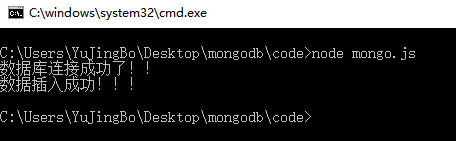 C:\windows\system32\cmd.exe
C:\Users\YuJingBo\Desktop\mongodb\code>node mongo.js
数据库连接成功了！！
数据插入成功！！！
C:\Users\YuJingBo\Desktop\mongodb\code>